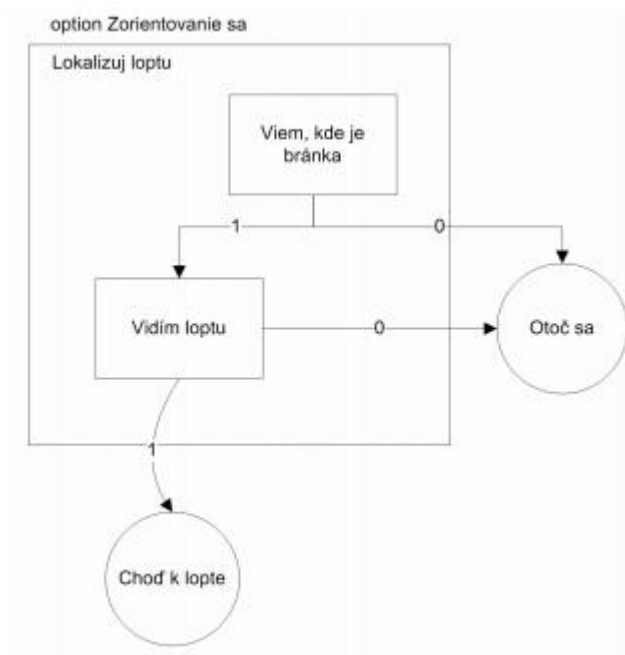 option Zorientovanie sa
Lokalizuj loptu
Viem, kde je
bránka
1
0
Vidím loptu
0
Otoč sa
1
Choď k lopte